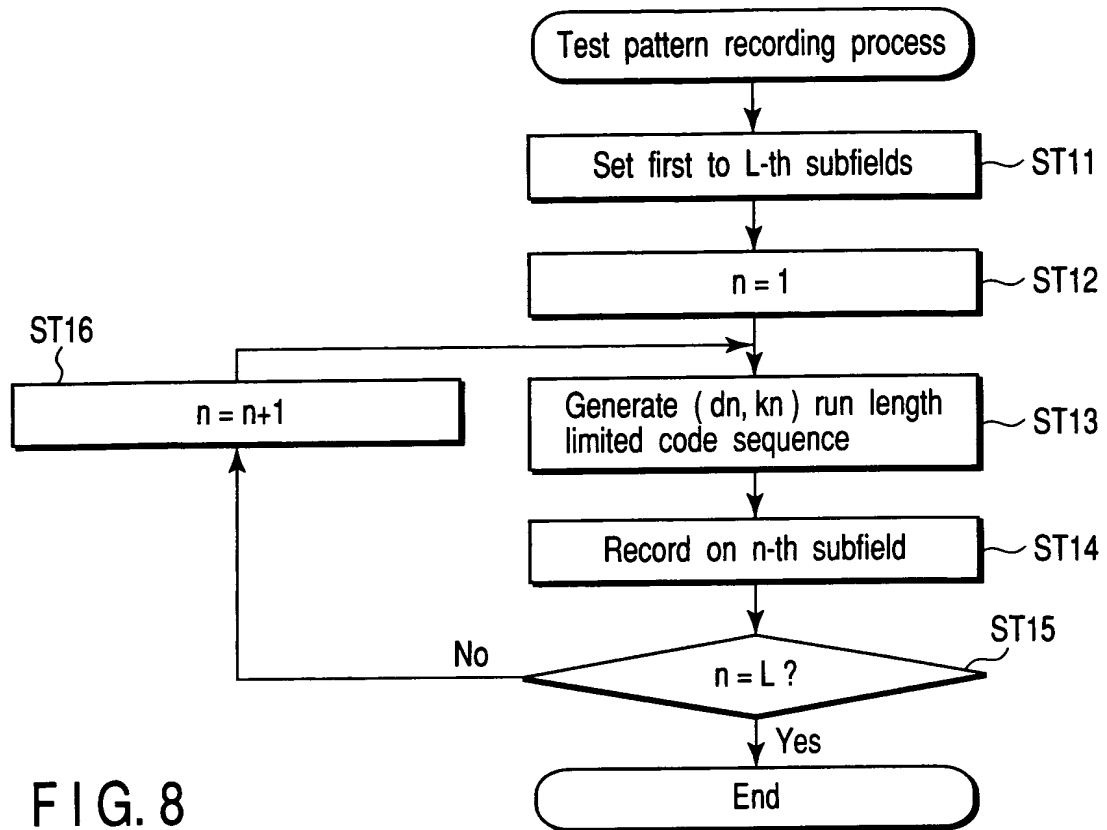 Test pattern recording process
Set first to L-th subfields
ST11
n = 1
ST12
ST16
n = n+1
Generate ( dn, kn ) run length
limited code sequence
ST13
Record on n-th subfield
ST14
ST15
n = L ?
No
Yes
End
FIG. 8